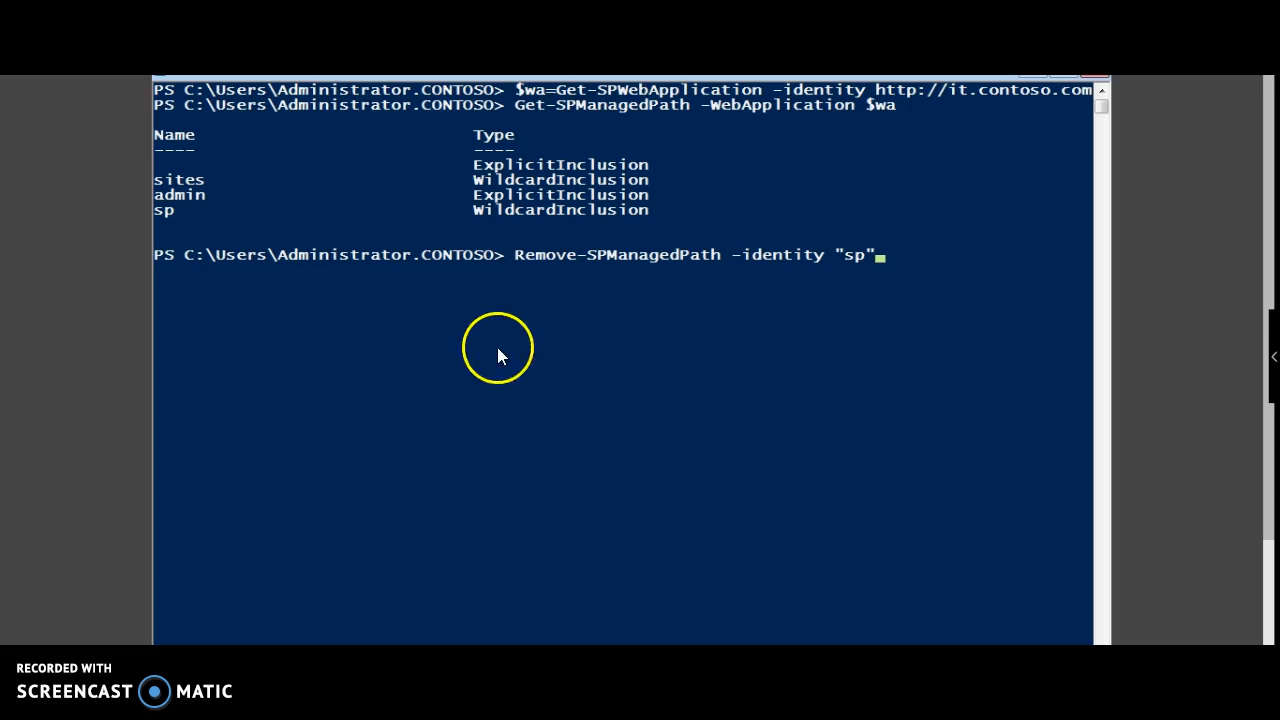 PS C:\Users\Administrator.CONTOSO> $wa=Get-SPWebApplication -identity http://it.contoso.com
PS C:\Users\Administrator.CONTOSO> Get-SPManagedPath -WebApplication $wa
Name Type
---- ----
ExplicitInclusion
sites WildcardInclusion
admin ExplicitInclusion
sp WildcardInclusion
PS C:\Users\Administrator.CONTOSO> Remove-SPManagedPath -identity "sp"
RECORDED WITH
SCREENCAST MATIC